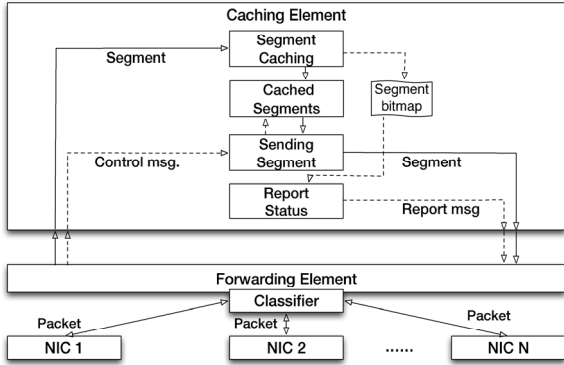 Caching Element
Segment
Caching
Segment
Cached
Segments
Segment
bitmap
Control msg.
Sending
Segment
Segment
Report
Status
Report msg
Forwarding Element
Classifier
Packet
Packet
Packet
NIC 1
NIC 2
......
NIC N